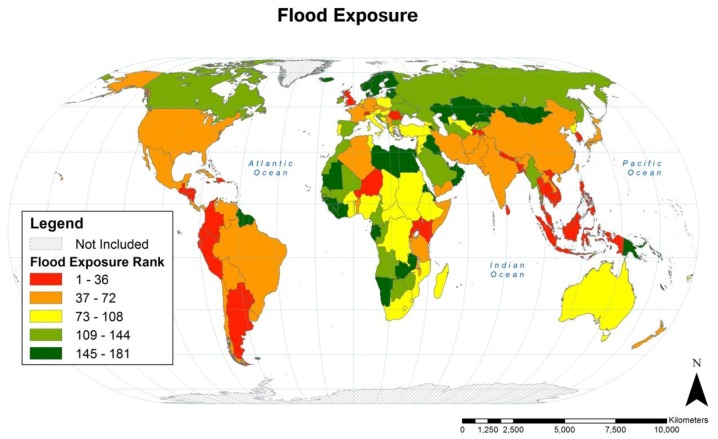 Flood Exposure
Atlantic
Ocean
Pacific
Ocean
Indian
Ocean
Legend
Not Included
Flood Exposure Rank
1 - 36
37 - 72
73 - 108
109 - 144
145 - 181
N
Kilometers
0 1,250 2,500 5,000 7,500 10,000